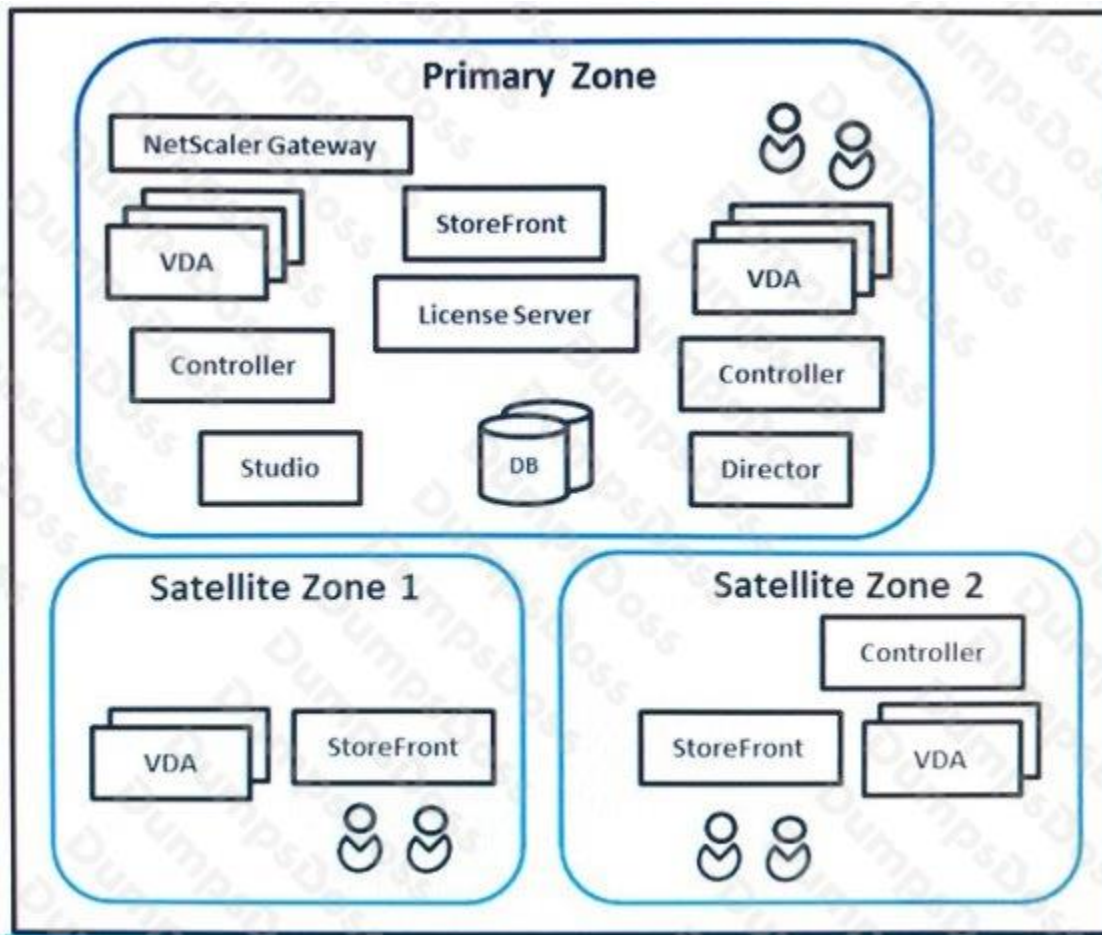 Primary Zone
NetScaler Gateway
StoreFront
VDA
VDA
License Server
Controller
Controller
Studio
DB
Director
Satellite Zone 1
VDA
StoreFront
Satellite Zone 2
Controller
StoreFront
VDA
DumpsDoss